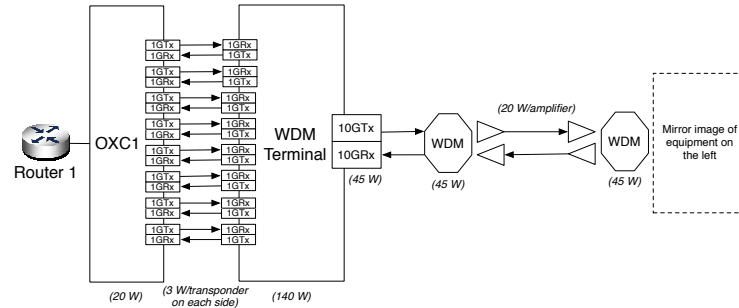 1GTx
1GRx
1GRx
1GTx
1GTx
1GRx
1GRx
1GTx
1GTx
1GRx
1GRx
1GTx
1GTx
1GRx
1GRx
1GTx
1GTx
1GRx
1GRx
1GTx
1GTx
1GRx
1GRx
1GTx
1GTx
1GRx
1GRx
1GTx
1GTx
1GRx
1GRx
1GTx
Router 1
OXC1
WDM
Terminal
10GTx
10GRx
(45 W)
WDM
(45 W)
(20 W/amplifier)
WDM
(45 W)
Mirror image of
equipment on
the left
(20 W)
(3 W/transponder
on each side)
(140 W)